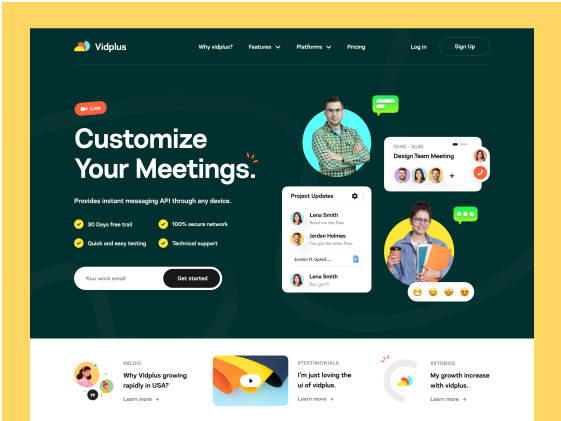 Vidplus
Why vidplus?
Features
Platforms
Pricing
Log in
Sign Up
Live
Customize
Your Meetings.
Provides instant messaging API through any device.
30 Days free trail
100% secure network
Quick and easy testing
Technical support
Your work email
Get started
10:00 - 12:30
Design Team Meeting
+
Project Updates
Lena Smith
Send me the files
Jordan Holmes
I've got the latest files.
Jordan H. Upload.....
Lena Smith
Yes, got it.
#BLOG
Why Vidplus growing
rapidly in USA?
Learn more +
#TESTIMONIALS
I'm just loving the
ui of vidplus.
Learn more +
#STORIES
My growth increase
with vidplus.
Learn more +